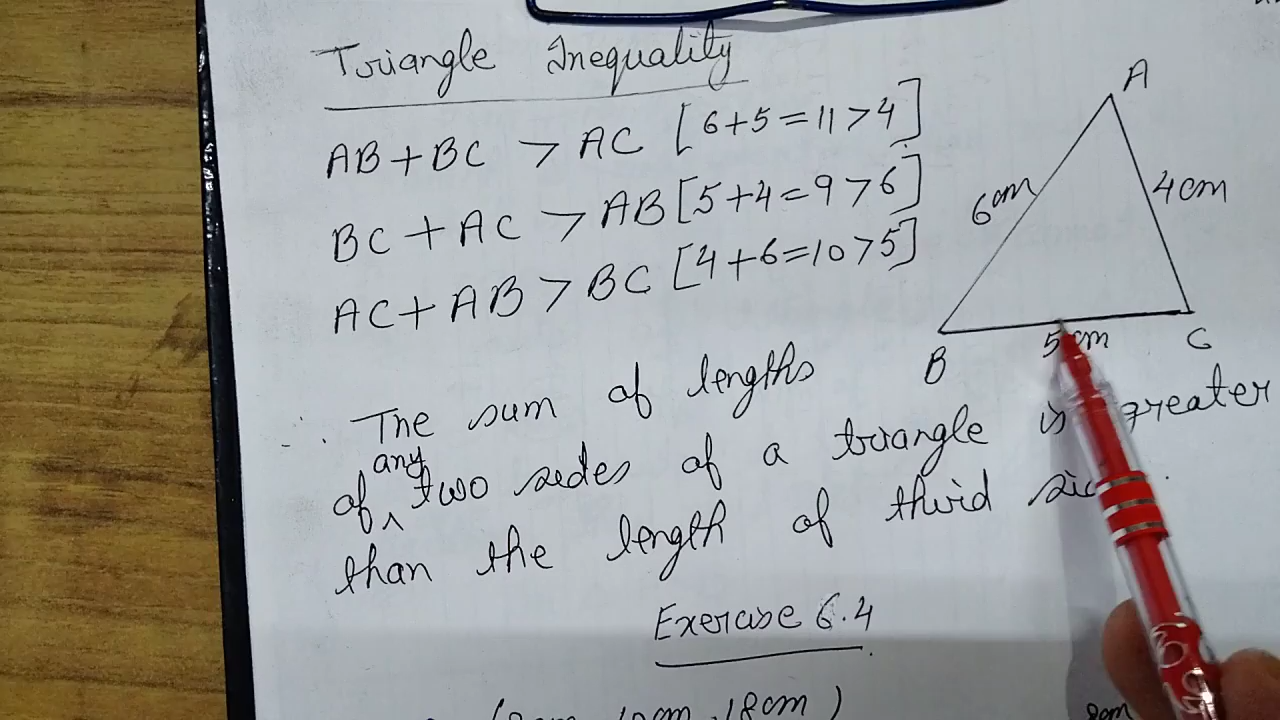 Triangle Inequality
AB + BC > AC [6+5=11>4]
BC + AC > AB [5+4=9>6]
AC + AB > BC [4+6=10>5]
A
6cm
4cm
5cm
B
C
∴ The sum of lengths
of any two sides of a triangle is greater
than the length of third
Exercise 6.4
18cm)
8cm